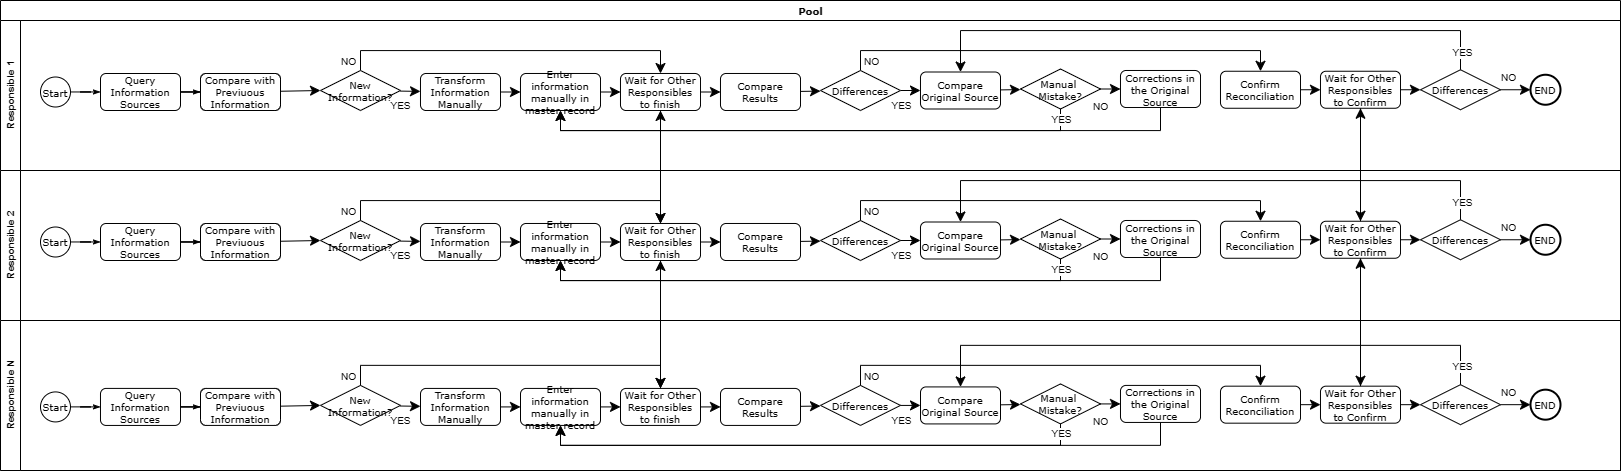 Pool
Responsible 1
Start
Query
Information
Sources
Compare with
Previuous
Information
NO
New
Information?
YES
Transform
Information
Manually
Enter
information
manually in
master record
Wait for Other
Responsibles
to finish
Compare
Results
NO
Differences
YES
Compare
Original Source
Manual
Mistake?
YES
NO
Corrections in
the Original
Source
Confirm
Reconciliation
Wait for Other
Responsibles
to Confirm
YES
Differences
NO
END
Responsible 2
Start
Query
Information
Sources
Compare with
Previuous
Information
NO
New
Information?
YES
Transform
Information
Manually
Enter
information
manually in
master record
Wait for Other
Responsibles
to finish
Compare
Results
NO
Differences
YES
Compare
Original Source
Manual
Mistake?
YES
NO
Corrections in
the Original
Source
Confirm
Reconciliation
Wait for Other
Responsibles
to Confirm
YES
Differences
NO
END
Responsible N
Start
Query
Information
Sources
Compare with
Previuous
Information
NO
New
Information?
YES
Transform
Information
Manually
Enter
information
manually in
master record
Wait for Other
Responsibles
to finish
Compare
Results
NO
Differences
YES
Compare
Original Source
Manual
Mistake?
YES
NO
Corrections in
the Original
Source
Confirm
Reconciliation
Wait for Other
Responsibles
to Confirm
YES
Differences
NO
END